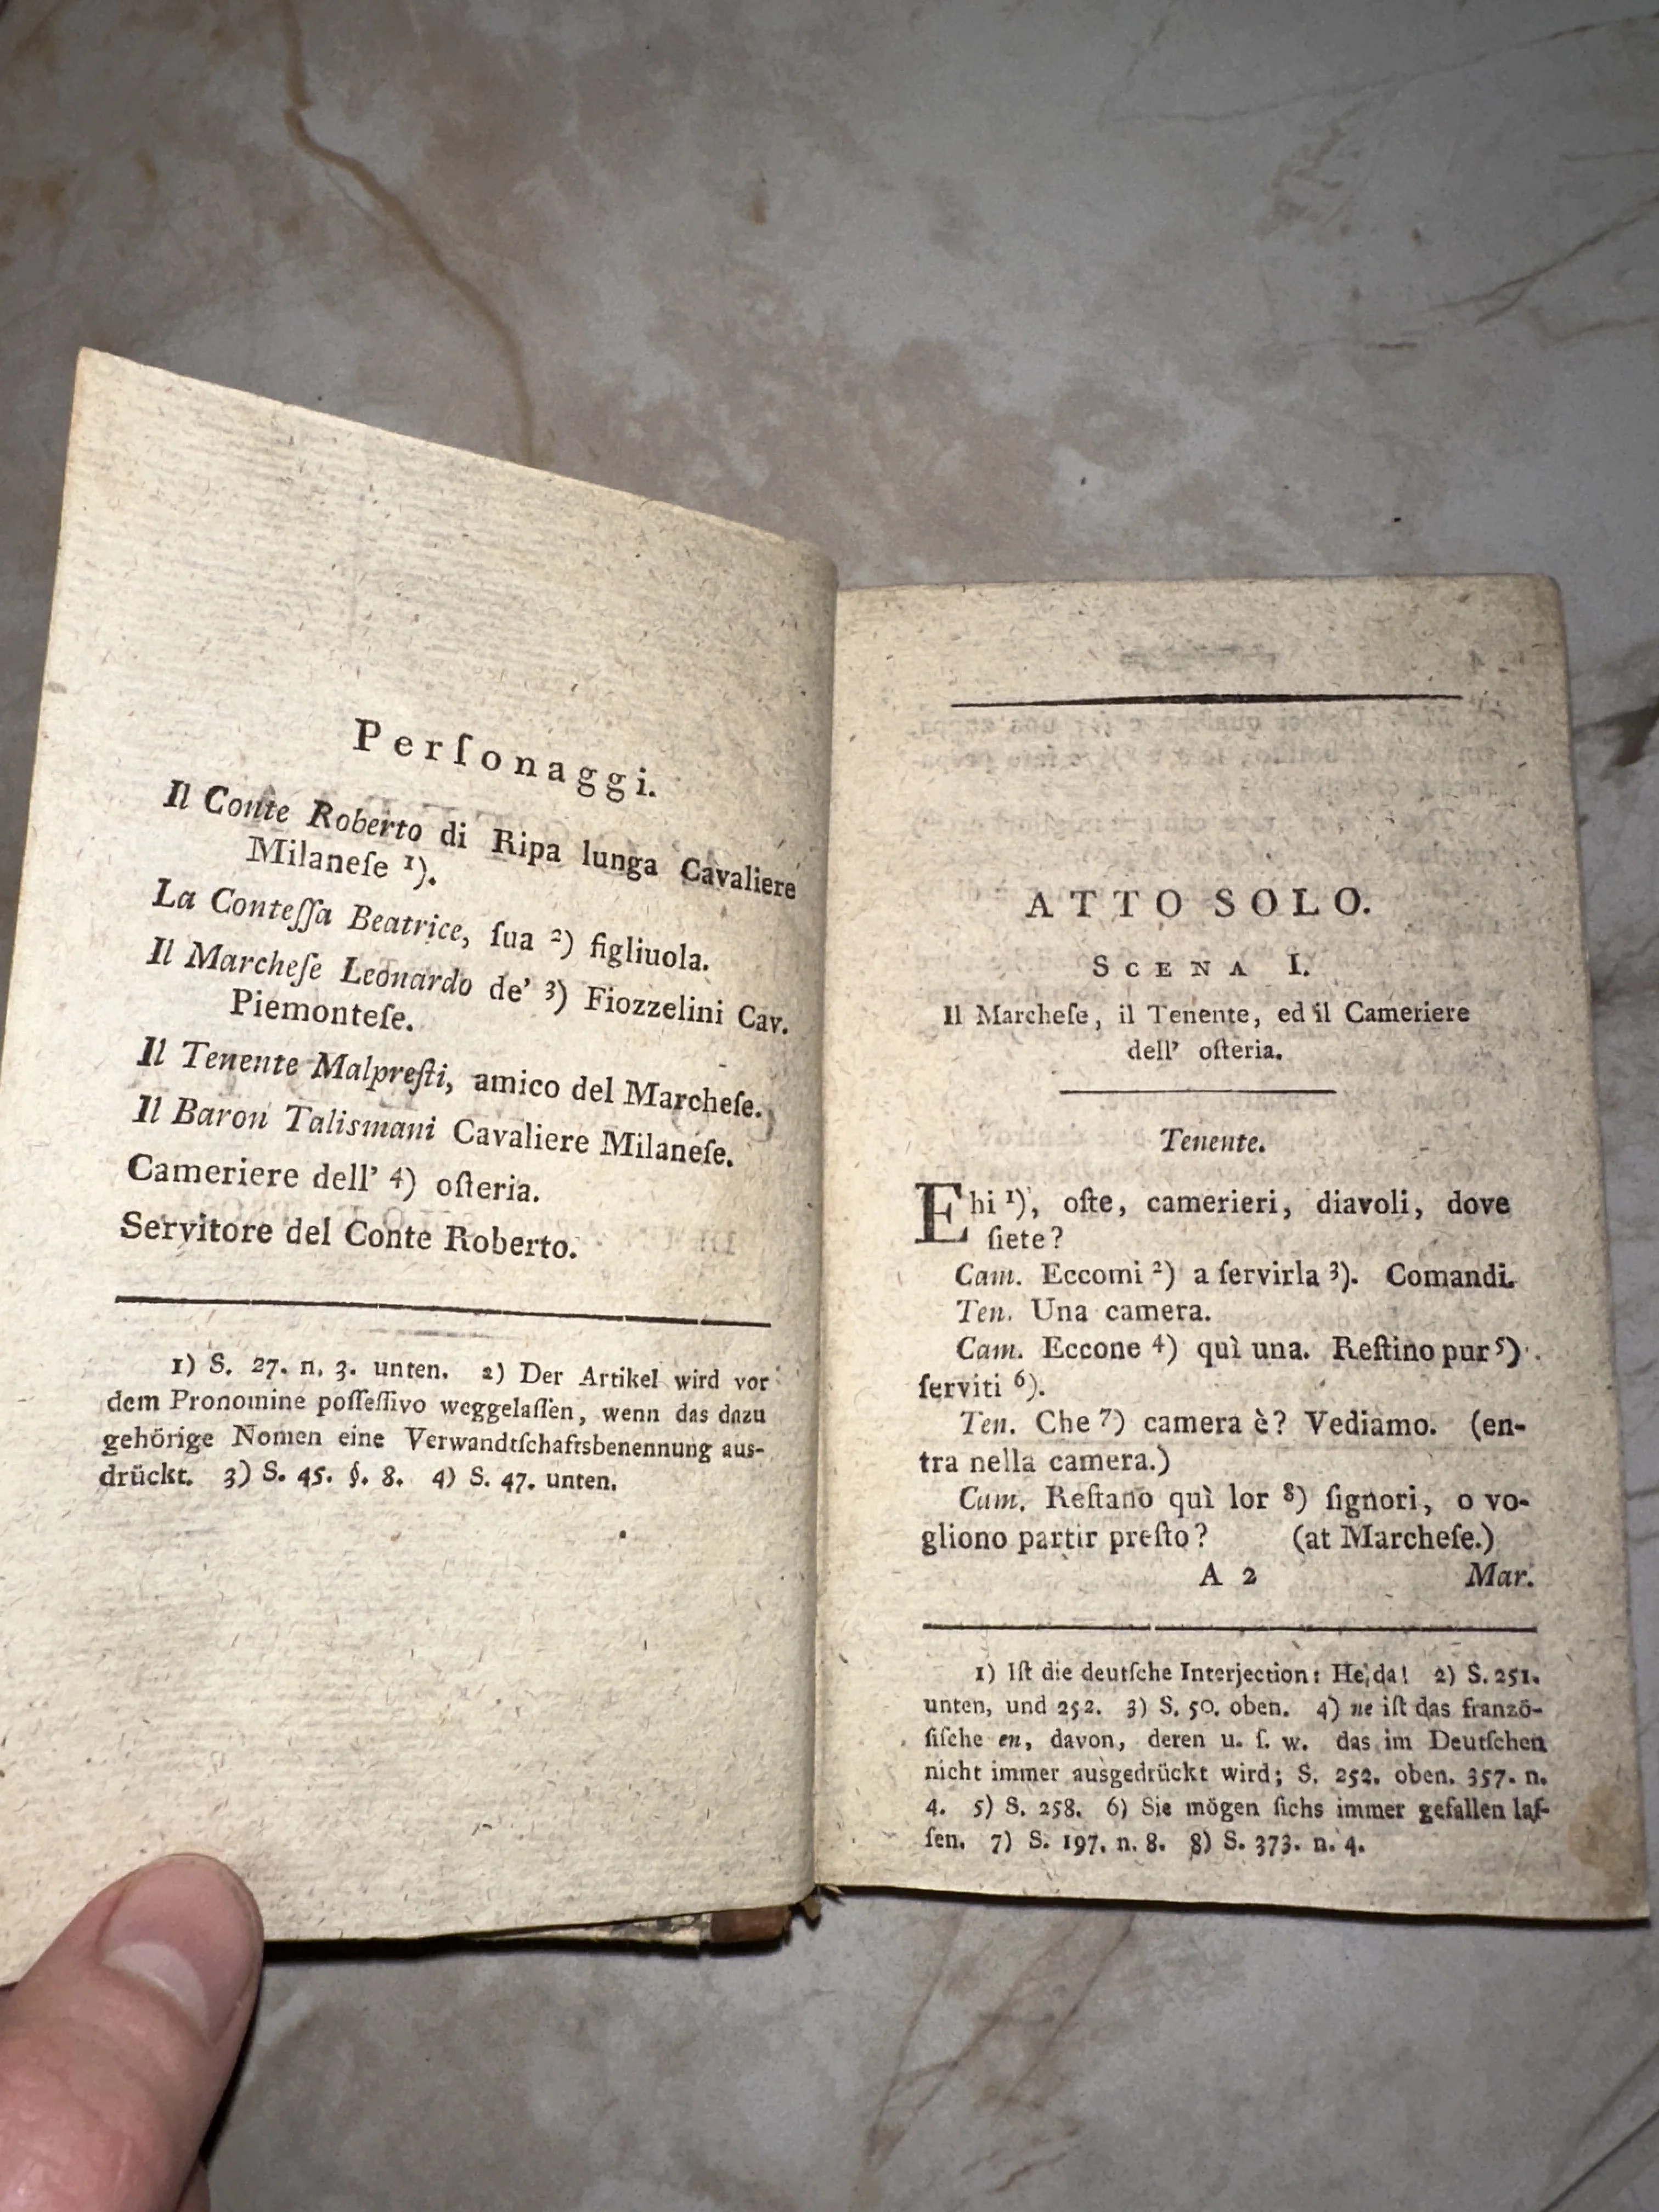 Perſonaggi.
Il Conte Roberto di Ripa lunga Cavaliere
Milaneſe 1).
La Conteſſa Beatrice, ſua 2) figliuola.
Il Marcheſe Leonardo de' 3) Fiozzelini Cav.
Piemonteſe.
Il Tenente Malpreſti, amico del Marcheſe.
Il Baron Talismani Cavaliere Milaneſe.
Cameriere dell' 4) oſteria.
Servitore del Conte Roberto.
1) S. 27. n. 3. unten. 2) Der Artikel wird vor
dem Pronomine poſſeſſivo weggelaſſen, wenn das dazu
gehörige Nomen eine Verwandtſchaftsbenennung aus-
drückt. 3) S. 45. §. 8. 4) S. 47. unten.
ATTO SOLO.
SCENA I.
Il Marcheſe, il Tenente, ed il Cameriere
dell' oſteria.
Tenente.
Ehi 1), oſte, camerieri, diavoli, dove
ſiete?
Cam. Eccomi 2) a ſervirla 3). Comandi.
Ten. Una camera.
Cam. Eccone 4) quì una. Reſtino pur 5)
ſerviti 6).
Ten. Che 7) camera è? Vediamo. (en-
tra nella camera.)
Cam. Reſtano quì lor 8) ſignori, o vo-
gliono partir preſto? (at Marcheſe.)
A 2 Mar.
1) Iſt die deutſche Interjection: He, da! 2) S. 251.
unten, und 252. 3) S. 50. oben. 4) ne iſt das franzö-
ſiſche en, davon, deren u. ſ. w. das im Deutſchen
nicht immer ausgedrückt wird; S. 252. oben. 357. n.
4. 5) S. 258. 6) Sie mögen ſichs immer gefallen laſ-
ſen. 7) S. 197. n. 8. 8) S. 373. n. 4.